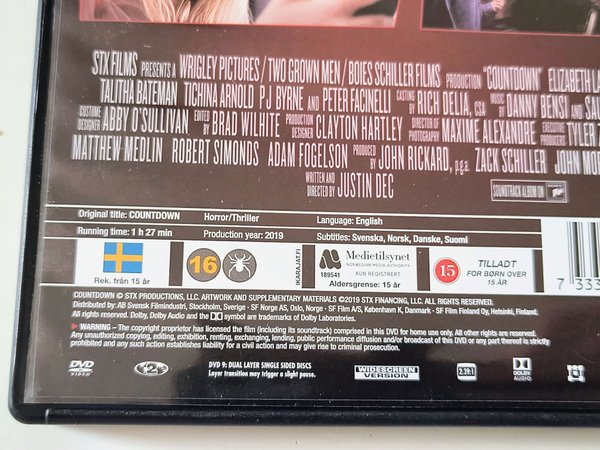 STX FILMS PRESENTS A WRIGLEY PICTURES / TWO GROWN MEN / BOIES SCHILLER FILMS PRODUCTION "COUNTDOWN" ELIZABETH
TALITHA BATEMAN TICHINA ARNOLD P.J BYRNE AND PETER FACINELLI CASTING BY RICH DELIA, CSA MUSIC BY DANNY BENSI AND
COSTUME DESIGNER ABBY O'SULLIVAN EDITED BY BRAD WILHITE PRODUCTION DESIGNER CLAYTON HARTLEY DIRECTOR OF PHOTOGRAPHY MAXIME ALEXANDRE EXECUTIVE PRODUCERS TYLER
MATTHEW MEDLIN ROBERT SIMONDS ADAM FOGELSON PRODUCED BY JOHN RICKARD, p.g.a. ZACK SCHILLER JOHN
WRITTEN AND DIRECTED BY JUSTIN DEC
SOUNDTRACK ALBUM ON
Original title: COUNTDOWN Horror/Thriller Language: English
Running time: 1 h 27 min Production year: 2019 Subtitles: Svenska, Norsk, Danske, Suomi
Rek. från 15 år
16
IKARAJAT.FI
189541
Medietilsynet
NORWEGIAN MEDIA AUTHORITY
KUN REGISTRERT
Aldersgrense: 15 år
15
TILLADT
FOR BØRN OVER
15 ÅR
7 333
COUNTDOWN © STX PRODUCTIONS, LLC. ARTWORK AND SUPPLEMENTARY MATERIALS ©2019 STX FINANCING, LLC. ALL RIGHTS RESERVED.
Distributed by: AB Svensk Filmindustri, Stockholm, Sverige - SF Norge AS, Oslo, Norge - SF Film A/S, København K, Danmark - SF Film Finland Oy, Helsinki, Finland.
All rights reserved. Dolby, Dolby Audio and the symbol are trademarks of Dolby Laboratories.
WARNING – The copyright proprietor has licensed the film (including its soundtrack) comprised in this DVD for home use only. All other rights are reserved.
Any unauthorized copying, editing, exhibition, renting, exchanging, lending, public performance diffusion and/or broadcast of this DVD or any part thereof is strictly
prohibited and any such action establishes liability for a civil action and may give rise to criminal prosecution.
DVD VIDEO
2
DVD 9: DUAL LAYER SINGLE SIDED DISCS
Layer transition may trigger a slight pause.
WIDESCREEN
VERSION
2.39:1
DOLBY
AUDIO